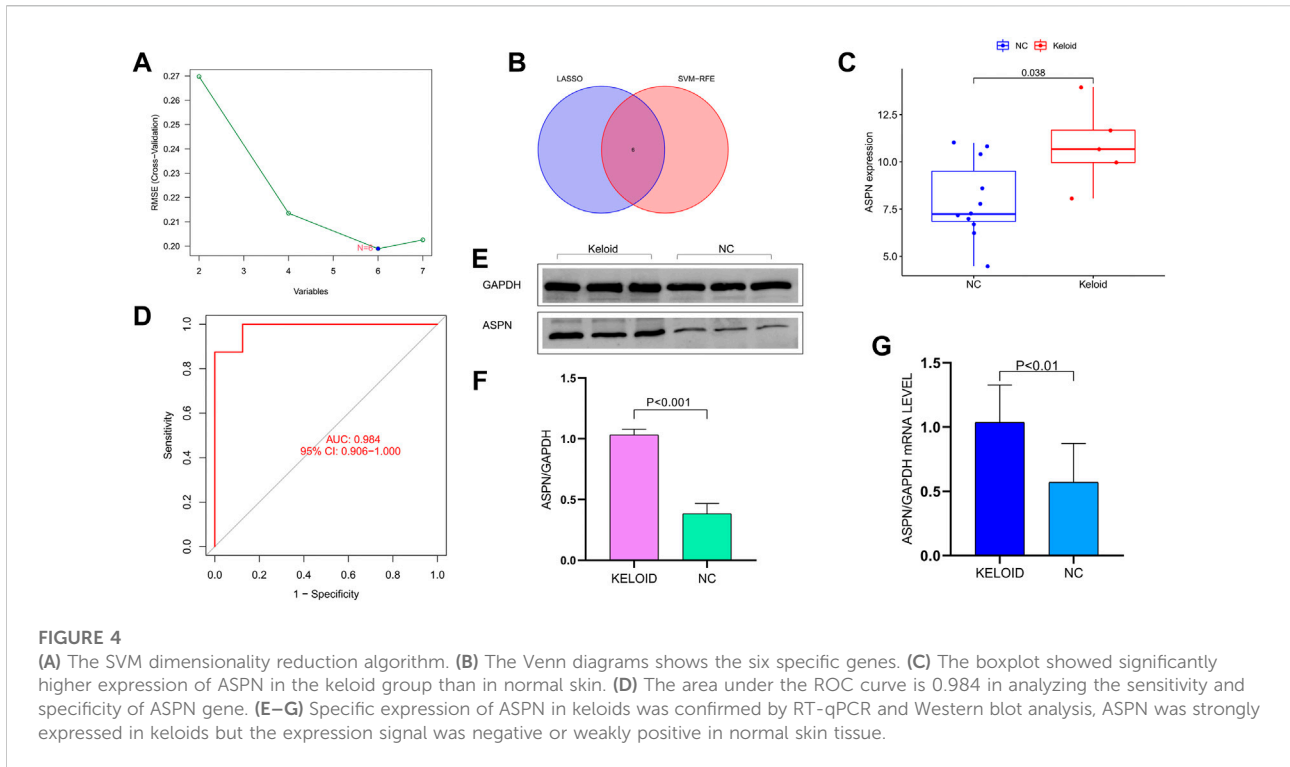 A
0.27
0.26
0.25
0.24
0.23
0.22
0.21
0.20
RMSE (Cross-Validation)
N=6
2 3 4 5 6 7
Variables
B
LASSO
SVM-RFE
6
C
NC Keloid
0.038
12.5
10.0
7.5
5.0
ASPN expression
NC Keloid
D
1.0
0.8
0.6
0.4
0.2
0.0
Sensitivity
AUC: 0.984
95% CI: 0.906-1.000
0.0 0.2 0.4 0.6 0.8 1.0
1 - Specificity
E
Keloid NC
GAPDH
ASPN
F
1.5
1.0
0.5
0.0
ASPN/GAPDH
P<0.001
KELOID NC
G
1.5
1.0
0.5
0.0
ASPN/GAPDH mRNA LEVEL
P<0.01
KELOID NC
FIGURE 4
(A) The SVM dimensionality reduction algorithm. (B) The Venn diagrams shows the six specific genes. (C) The boxplot showed significantly
higher expression of ASPN in the keloid group than in normal skin. (D) The area under the ROC curve is 0.984 in analyzing the sensitivity and
specificity of ASPN gene. (E–G) Specific expression of ASPN in keloids was confirmed by RT-qPCR and Western blot analysis, ASPN was strongly
expressed in keloids but the expression signal was negative or weakly positive in normal skin tissue.